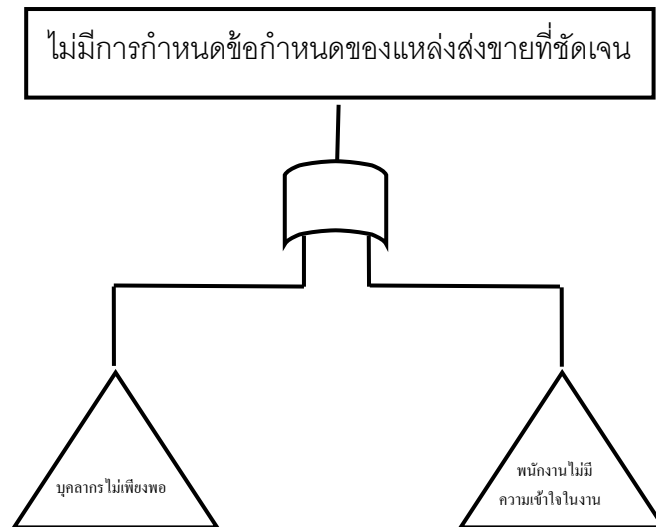 ไม่มีการกำหนดข้อกำหนดของแหล่งส่งขายที่ชัดเจน
บุคลากรไม่เพียงพอ
พนักงานไม่มี
ความเข้าใจในงาน